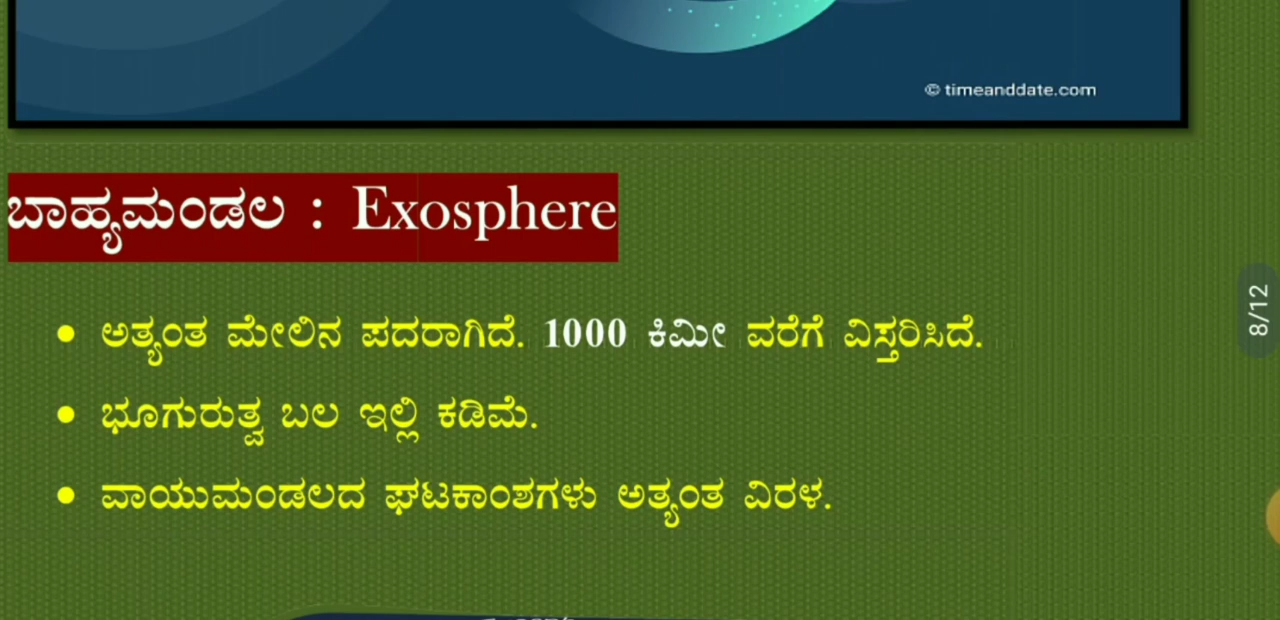 © timeanddate.com
ಬಾಹ್ಯಮಂಡಲ : Exosphere
• ಅತ್ಯಂತ ಮೇಲಿನ ಪದರಾಗಿದೆ. 1000 ಕಿಮೀ ವರೆಗೆ ವಿಸ್ತರಿಸಿದೆ.
8/12
• ಭೂಗುರುತ್ವ ಬಲ ಇಲ್ಲಿ ಕಡಿಮೆ.
• ವಾಯುಮಂಡಲದ ಘಟಕಾಂಶಗಳು ಅತ್ಯಂತ ವಿರಳ.